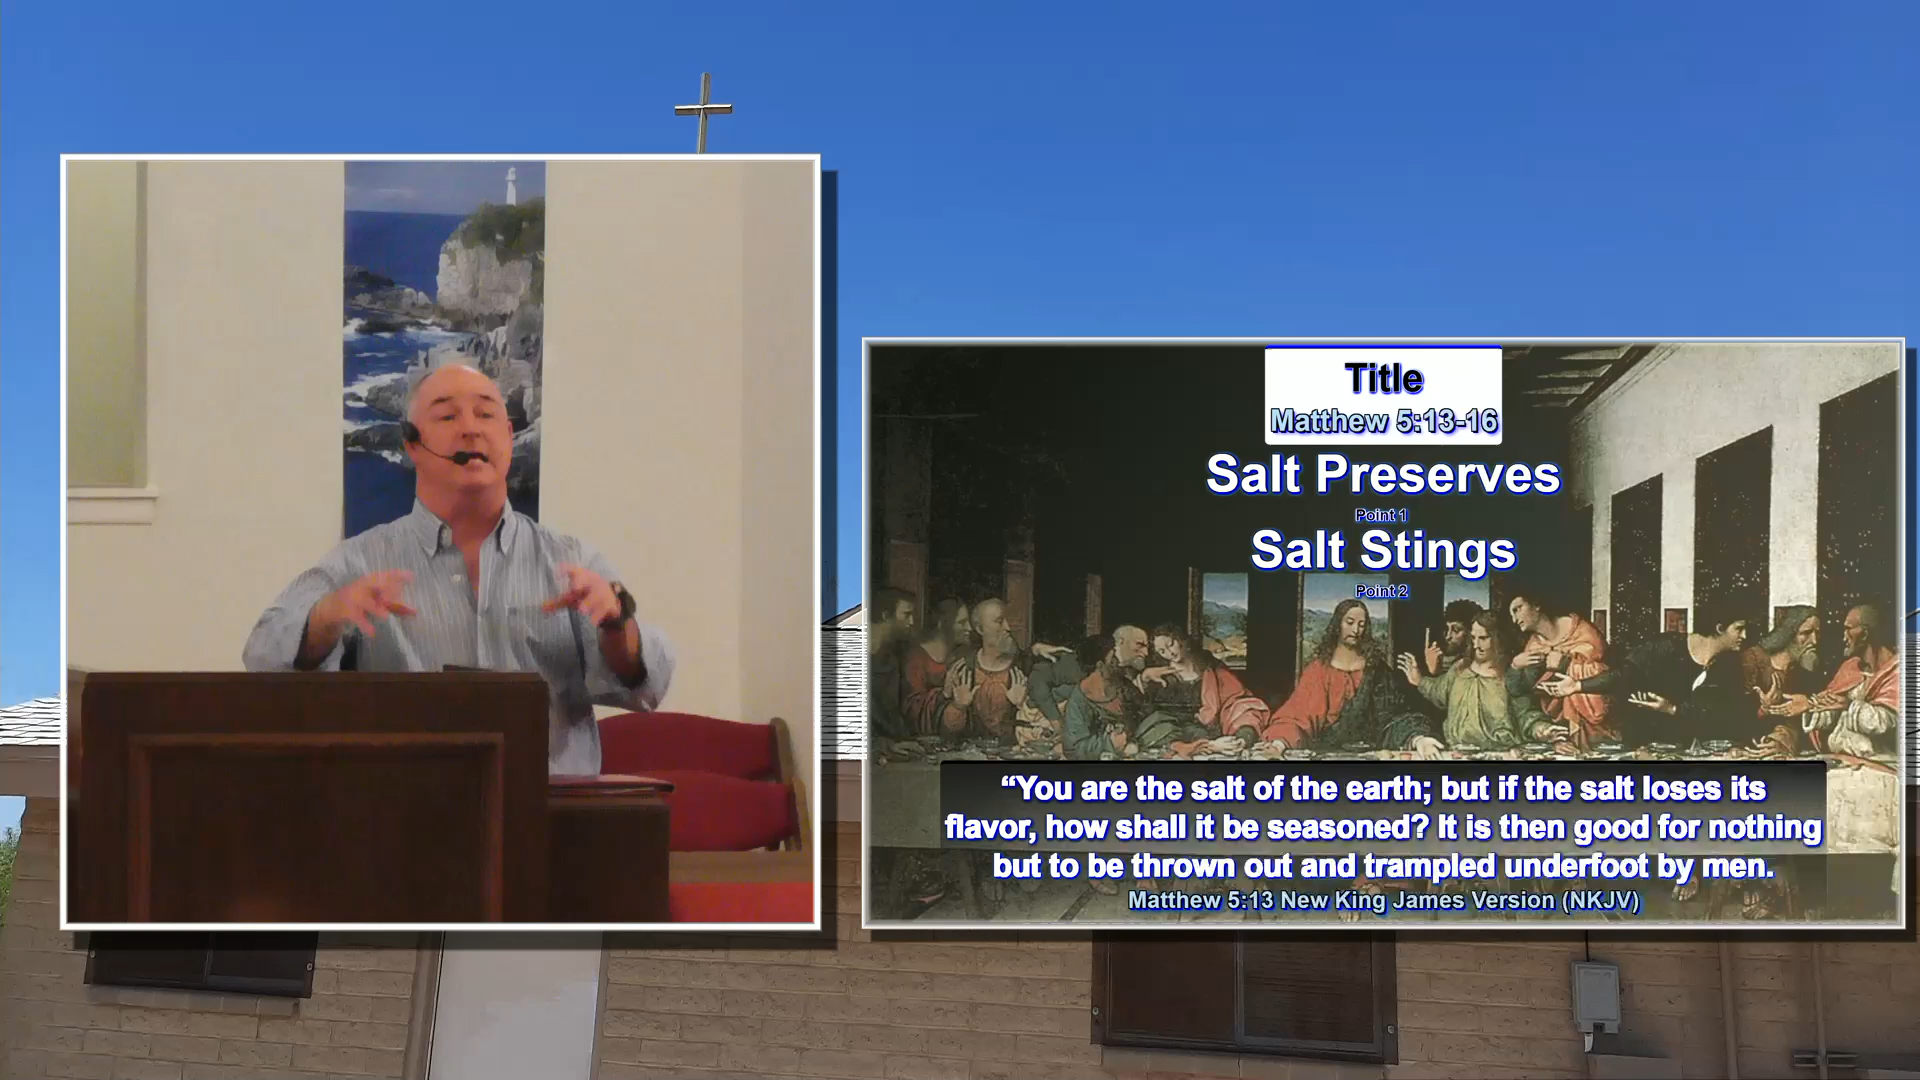 Title
Matthew 5:13-16
Salt Preserves
Point 1
Salt Stings
Point 2
“You are the salt of the earth; but if the salt loses its
flavor, how shall it be seasoned? It is then good for nothing
but to be thrown out and trampled underfoot by men.
Matthew 5:13 New King James Version (NKJV)